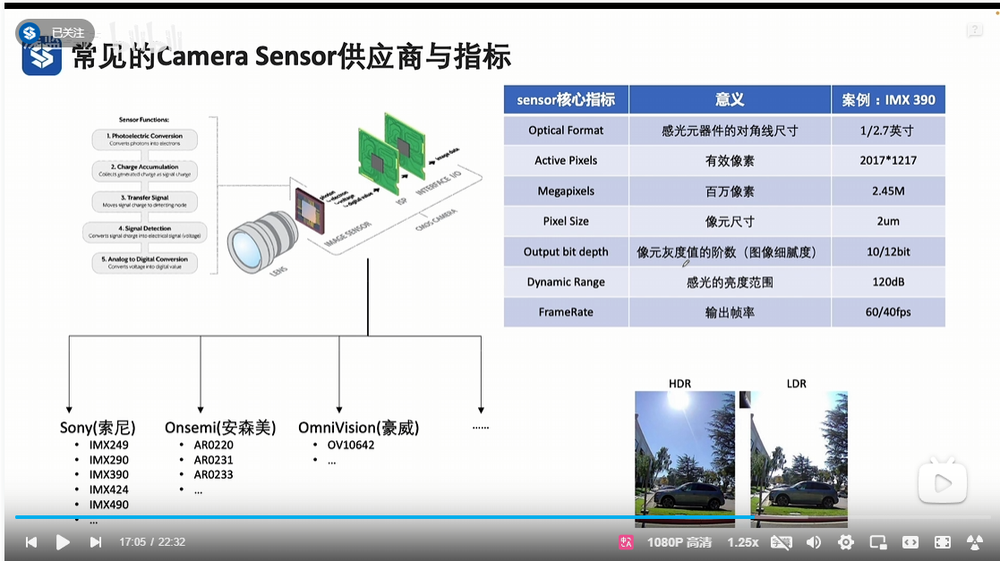 已关注
bilibili
常见的Camera Sensor供应商与指标
Sensor Functions:
1. Photoelectric Conversion
Converts photons into electrons
2. Charge Accumulation
Collects generated charge as signal charge
3. Transfer Signal
Moves signal charge to detecting node
4. Signal Detection
Converts signal charge into electrical signal (voltage)
5. Analog to Digital Conversion
Converts voltage into digital value
LENS
IMAGE SENSOR
photon
electron
voltage
digital value
ISP
INTERFACE I/O
image data
CMOS CAMERA
sensor核心指标 意义 案例：IMX 390
Optical Format 感光元器件的对角线尺寸 1/2.7英寸
Active Pixels 有效像素 2017*1217
Megapixels 百万像素 2.45M
Pixel Size 像元尺寸 2um
Output bit depth 像元灰度值的阶数（图像细腻度） 10/12bit
Dynamic Range 感光的亮度范围 120dB
FrameRate 输出帧率 60/40fps
Sony(索尼)
• IMX249
• IMX290
• IMX390
• IMX424
• IMX490
• ...
Onsemi(安森美)
• AR0220
• AR0231
• AR0233
• ...
OmniVision(豪威)
• OV10642
• ...
......
HDR LDR
17:05 / 22:32
1080P 高清 1.25x